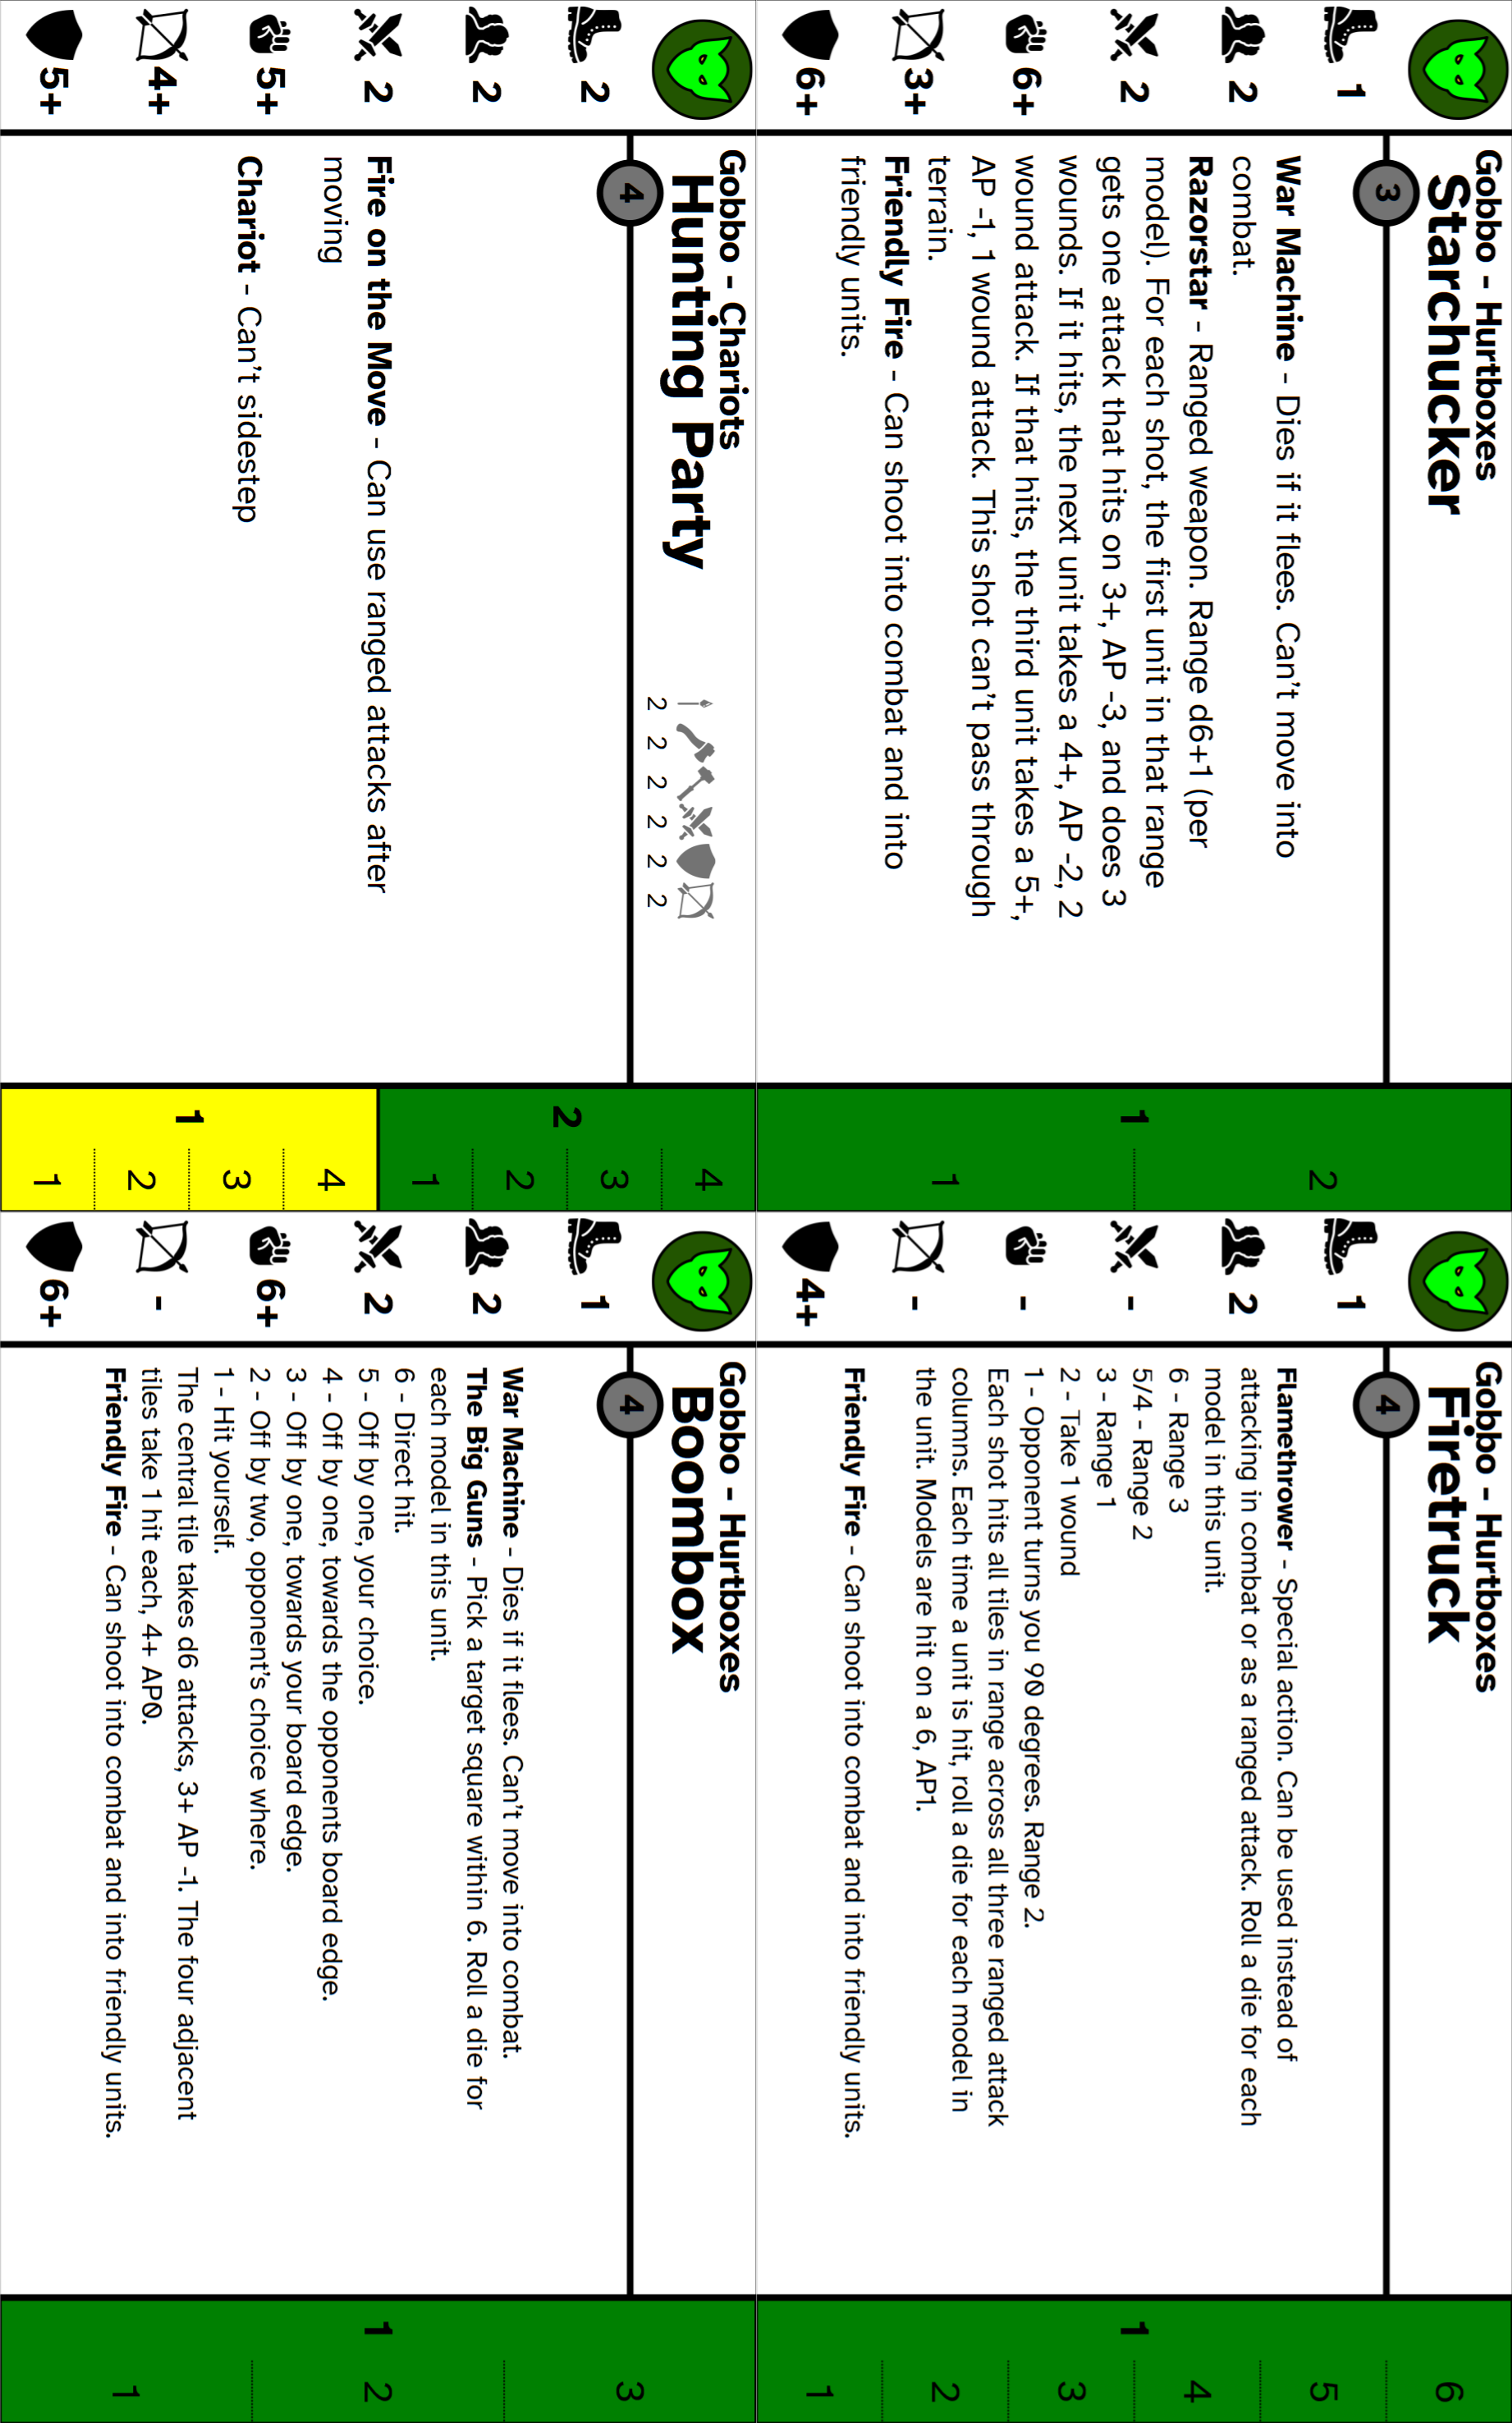 Gobbo - Hurtboxes
Starchucker
3
1
2
2
6+
3+
6+
War Machine - Dies if it flees. Can't move into
combat.
Razorstar - Ranged weapon. Range d6+1 (per
model). For each shot, the first unit in that range
gets one attack that hits on 3+, AP -3, and does 3
wounds. If it hits, the next unit takes a 4+, AP -2, 2
wound attack. If that hits, the third unit takes a 5+,
AP -1, 1 wound attack. This shot can't pass through
terrain.
Friendly Fire - Can shoot into combat and into
friendly units.
1
2
1
Gobbo - Hurtboxes
Firetruck
4
1
2
-
-
-
4+
Flamethrower - Special action. Can be used instead of
attacking in combat or as a ranged attack. Roll a die for each
model in this unit.
6 - Range 3
5/4 - Range 2
3 - Range 1
2 - Take 1 wound
1 - Opponent turns you 90 degrees. Range 2.
Each shot hits all tiles in range across all three ranged attack
columns. Each time a unit is hit, roll a die for each model in
the unit. Models are hit on a 6, AP1.
Friendly Fire - Can shoot into combat and into friendly units.
1
6
5
4
3
2
1
Gobbo - Chariots
Hunting Party
2 2 2 2 2 2
4
2
2
2
5+
4+
5+
Fire on the Move - Can use ranged attacks after
moving
Chariot - Can't sidestep
2
4
3
2
1
1
4
3
2
1
Gobbo - Hurtboxes
Boombox
4
1
2
2
6+
-
6+
War Machine - Dies if it flees. Can't move into combat.
The Big Guns - Pick a target square within 6. Roll a die for
each model in this unit.
6 - Direct hit.
5 - Off by one, your choice.
4 - Off by one, towards the opponents board edge.
3 - Off by one, towards your board edge.
2 - Off by two, opponent's choice where.
1 - Hit yourself.
The central tile takes d6 attacks, 3+ AP -1. The four adjacent
tiles take 1 hit each, 4+ AP0.
Friendly Fire - Can shoot into combat and into friendly units.
1
3
2
1